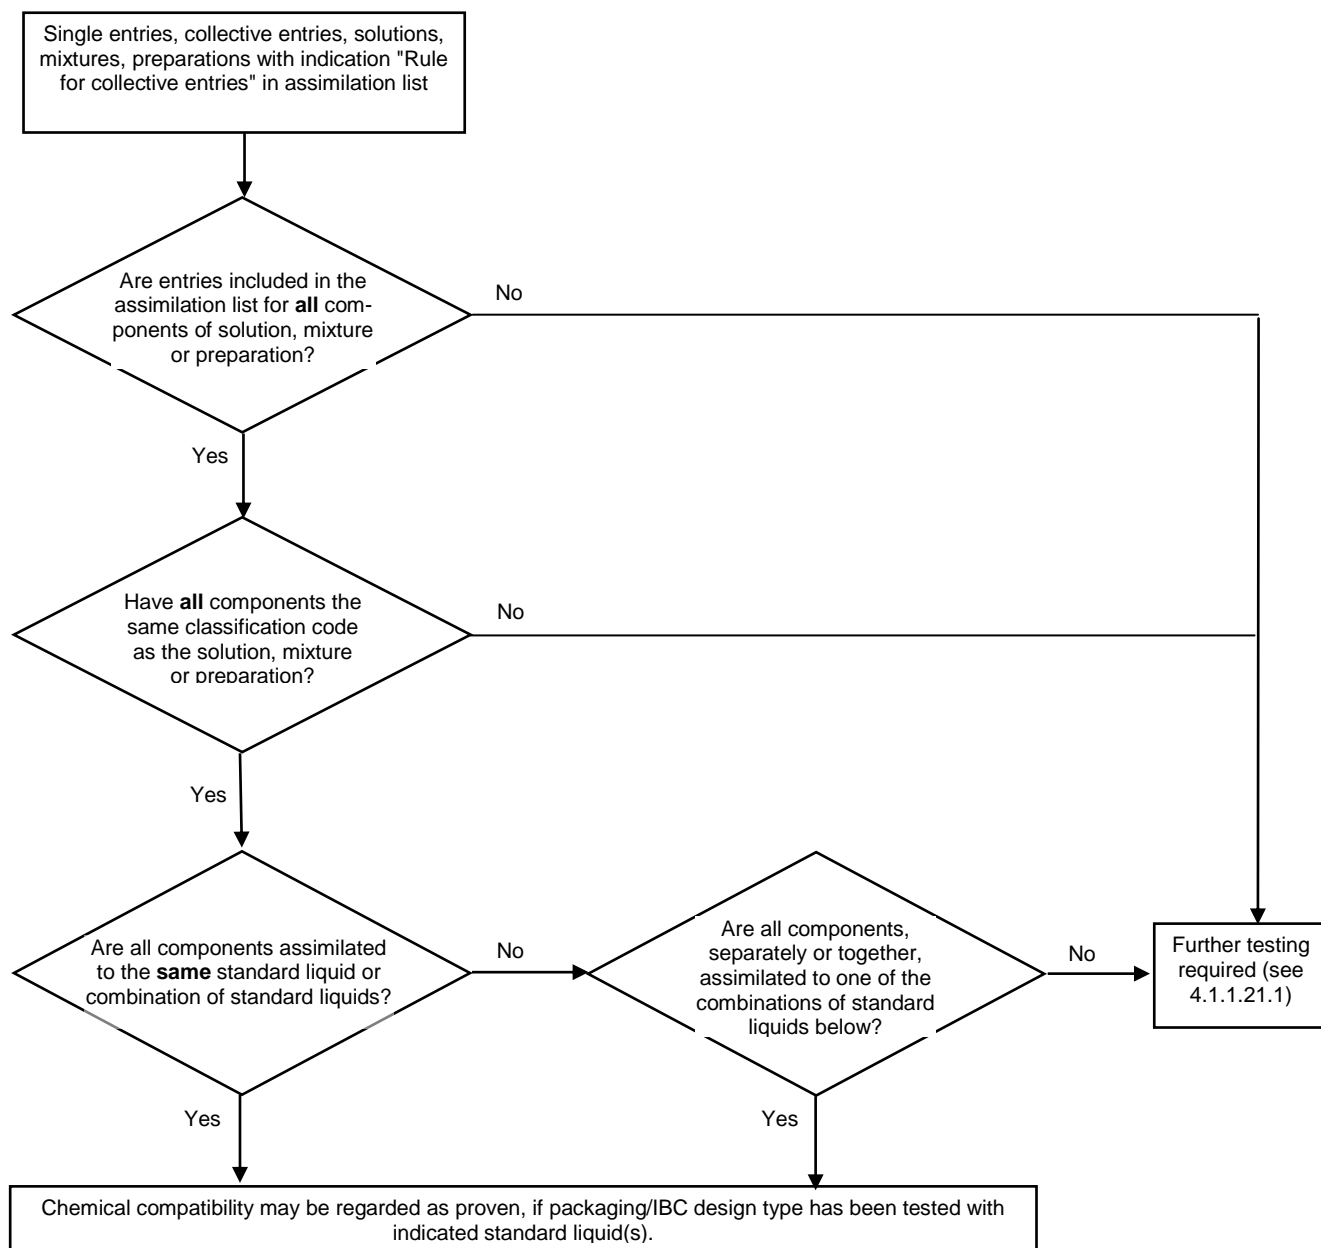 Single entries, collective entries, solutions,
mixtures, preparations with indication "Rule
for collective entries" in assimilation list
Are entries included in the
assimilation list for all com-
ponents of solution, mixture
or preparation?
No
Yes
Have all components the
same classification code
as the solution, mixture
or preparation?
No
Yes
Are all components assimilated
to the same standard liquid or
combination of standard liquids?
No
Are all components,
separately or together,
assimilated to one of the
combinations of standard
liquids below?
No
Further testing
required (see
4.1.1.21.1)
Yes
Yes
Chemical compatibility may be regarded as proven, if packaging/IBC design type has been tested with
indicated standard liquid(s).